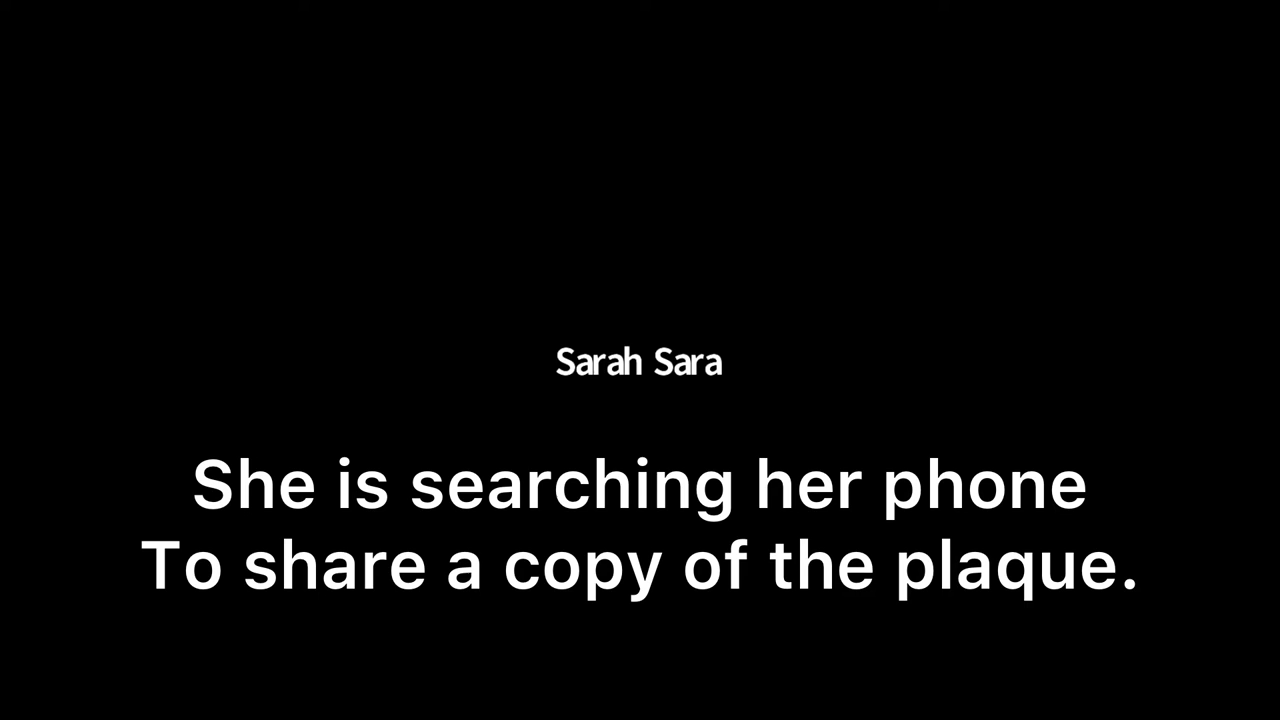 Sarah Sara
She is searching her phone
To share a copy of the plaque.